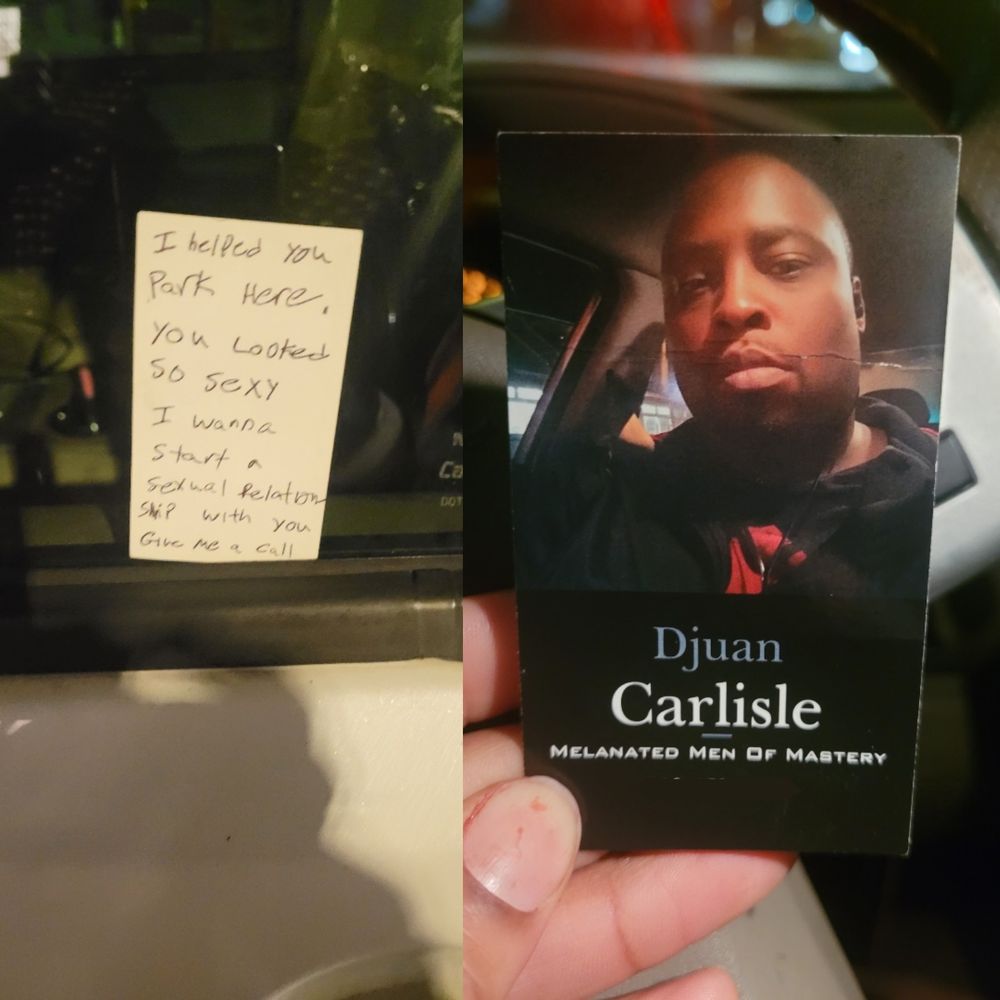 I helped you
Park Here.
You Looked
So Sexy
I wanna
Start a
Sexual Relation
Ship with you
Give me a call
Djuan
Carlisle
Melanated Men Of Mastery